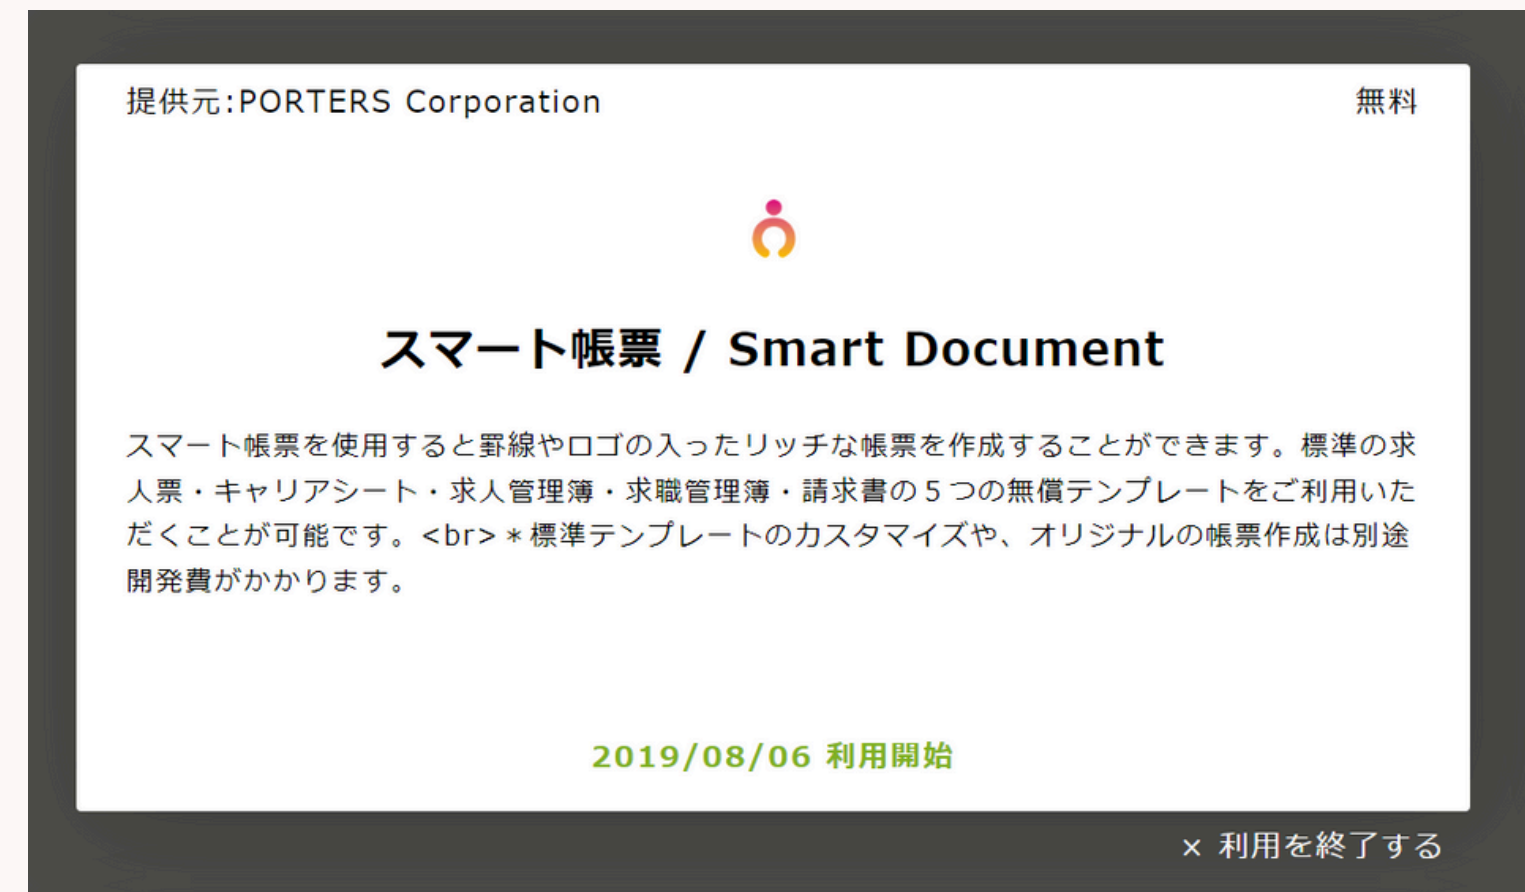 提供元:PORTERS Corporation
無料
スマート帳票 / Smart Document
スマート帳票を使用すると罫線やロゴの入ったリッチな帳票を作成することができます。標準の求
人票・キャリアシート・求人管理簿・求職管理簿・請求書の５つの無償テンプレートをご利用いた
だくことが可能です。<br>＊標準テンプレートのカスタマイズや、オリジナルの帳票作成は別途
開発費がかかります。
2019/08/06 利用開始
× 利用を終了する